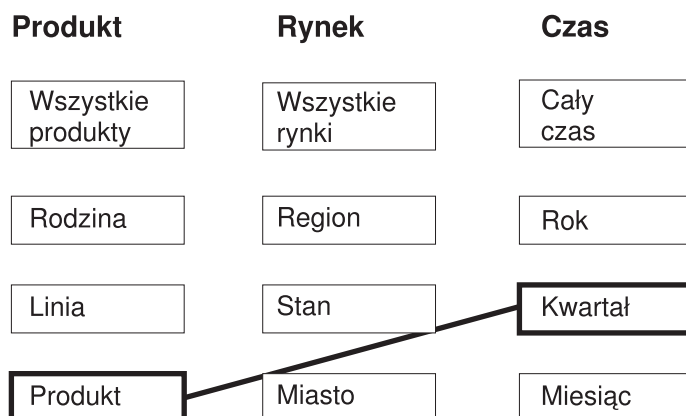 Produkt Rynek Czas
Wszystkie produkty
Wszystkie rynki
Cały czas
Rodzina Region Rok
Linia Stan Kwartał
Produkt Miasto Miesiąc